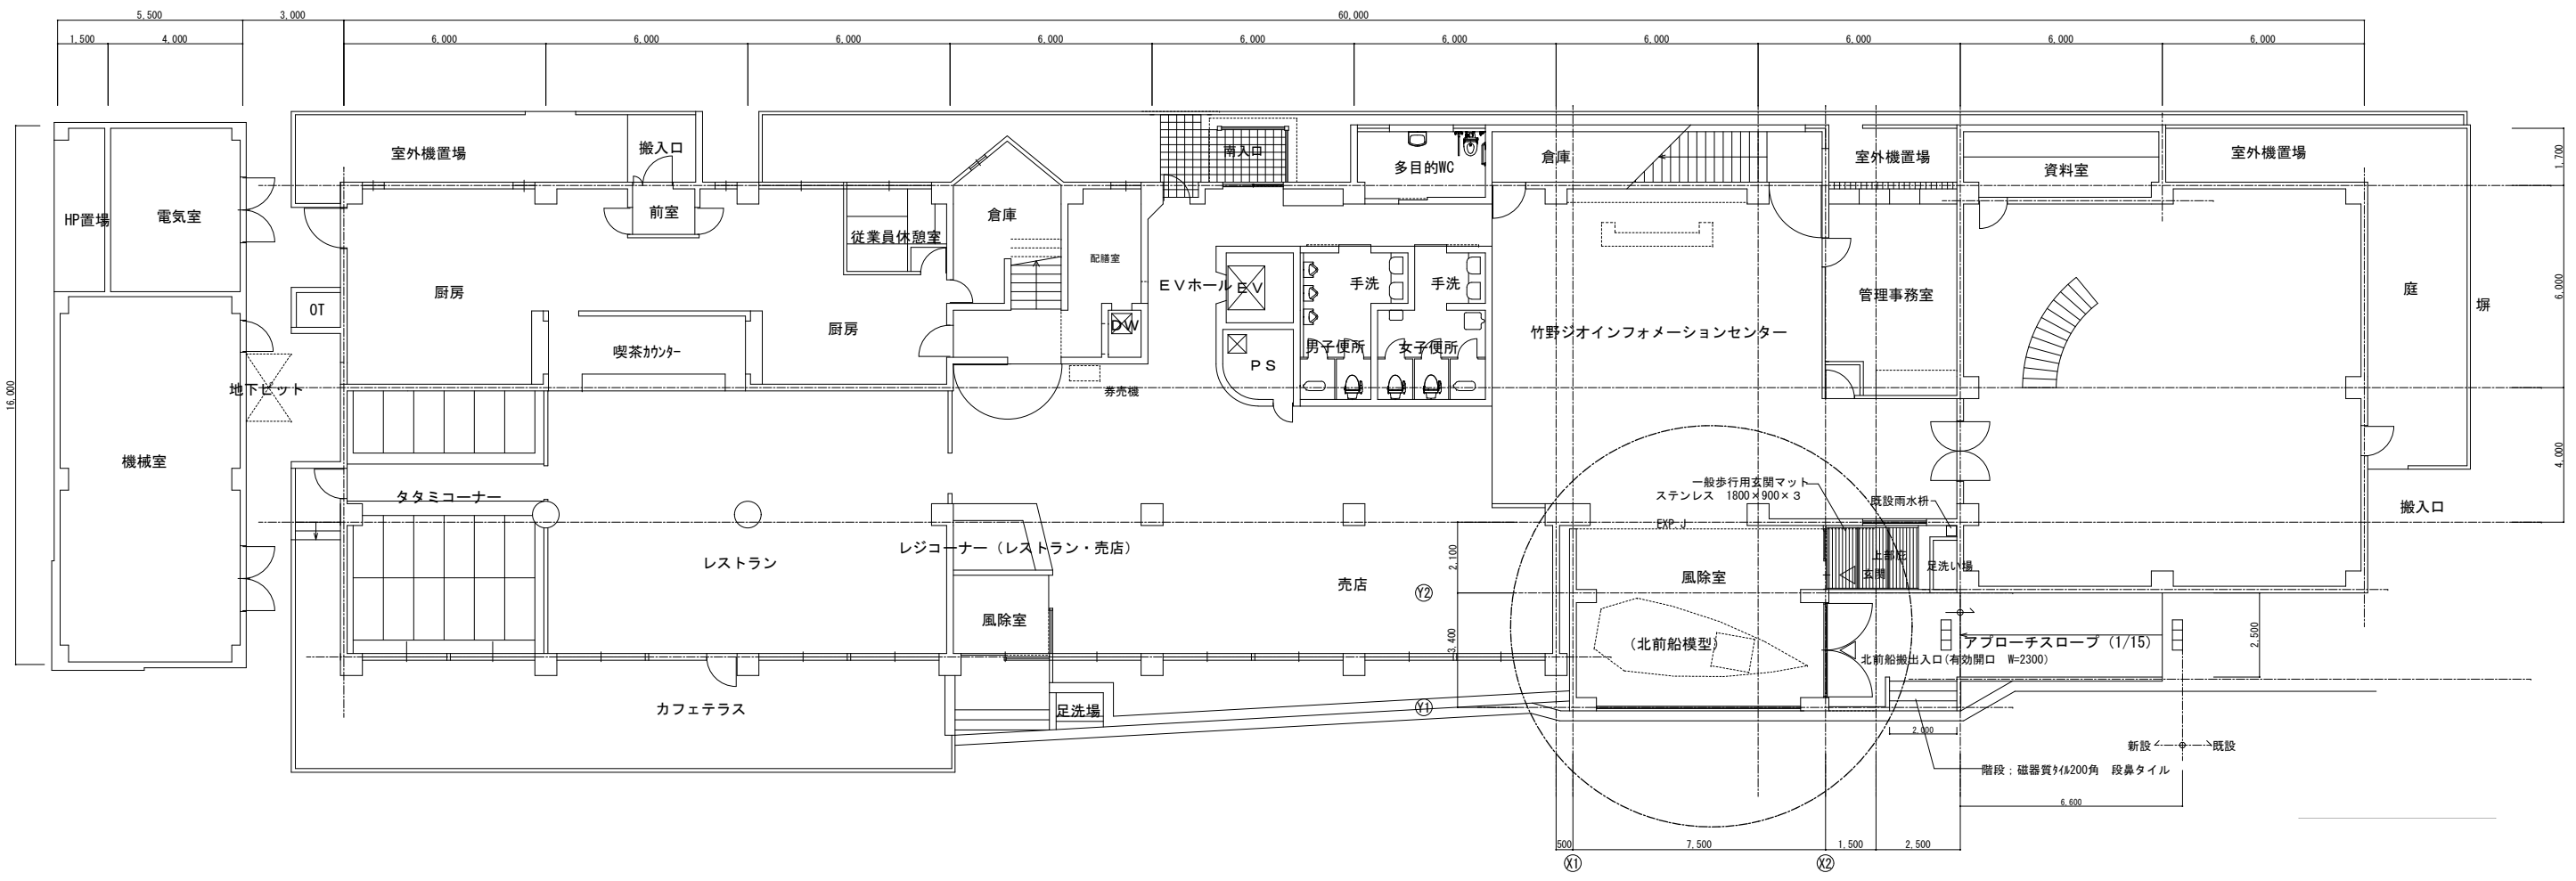 5,500
3,000
60,000
1,500
4,000
6,000
6,000
6,000
6,000
6,000
6,000
6,000
6,000
6,000
6,000
室外機置場
搬入口
南入口
多目的WC
倉庫
室外機置場
資料室
室外機置場
1,700
HP置場
電気室
前室
従業員休憩室
倉庫
配膳室
EVホール
EV
手洗
手洗
管理事務室
庭
塀
6,000
OT
厨房
喫茶ｶｳﾝﾀｰ
厨房
DW
PS
男子便所
女子便所
竹野ジオインフォメーションセンター
16,000
地下ピット
券売機
機械室
タタミコーナー
4,000
一般歩行用玄関マット
ステンレス 1800×900×3
既設雨水桝
搬入口
EXP.J
レジコーナー（レストラン・売店）
レストラン
2,100
上部庇
玄関
足洗い場
風除室
売店
Y2
風除室
3,400
（北前船模型）
アプローチスロープ（1/15）
2,500
北前船搬出入口(有効開口 W=2300)
カフェテラス
足洗場
Y1
2,000
新設
既設
階段：磁器質ﾀｲﾙ200角 段鼻タイル
6,600
500
7,500
1,500
2,500
X1
X2